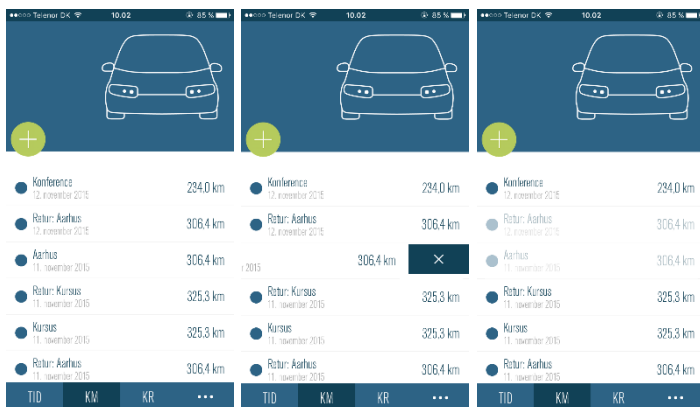 Telenor DK 10.02 85 %
Konference 234,0 km
12. november 2015
Retur: Aarhus 306,4 km
12. november 2015
Aarhus 306,4 km
11. november 2015
Retur: Kursus 325,3 km
11. november 2015
Kursus 325,3 km
11. november 2015
Retur: Aarhus 306,4 km
11. november 2015
TID KM KR
Telenor DK 10.02 85 %
Konference 234,0 km
12. november 2015
Retur: Aarhus 306,4 km
12. november 2015
306,4 km
r 2015
Retur: Kursus 325,3 km
11. november 2015
Kursus 325,3 km
11. november 2015
Retur: Aarhus 306,4 km
11. november 2015
TID KM KR
Telenor DK 10.02 85 %
Konference 234,0 km
12. november 2015
Retur: Aarhus 306,4 km
12. november 2015
Aarhus 306,4 km
11. november 2015
Retur: Kursus 325,3 km
11. november 2015
Kursus 325,3 km
11. november 2015
Retur: Aarhus 306,4 km
11. november 2015
TID KM KR